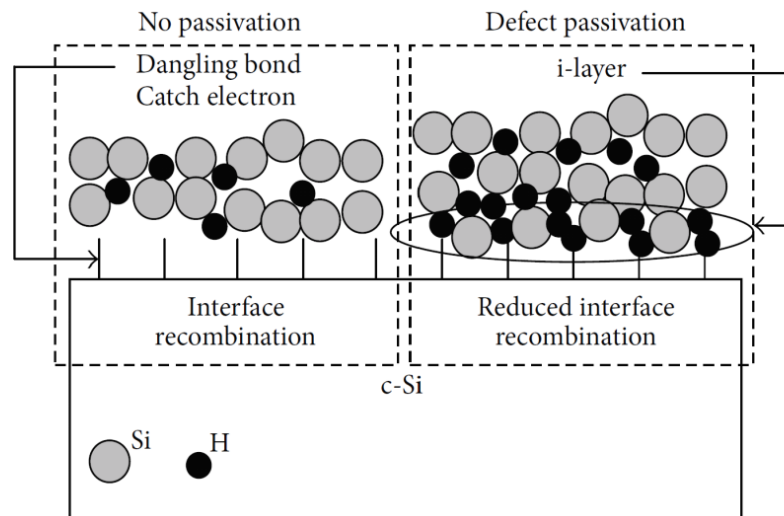 No passivation
Defect passivation
Dangling bond
Catch electron
i-layer
Interface
recombination
Reduced interface
recombination
c-Si
Si
H